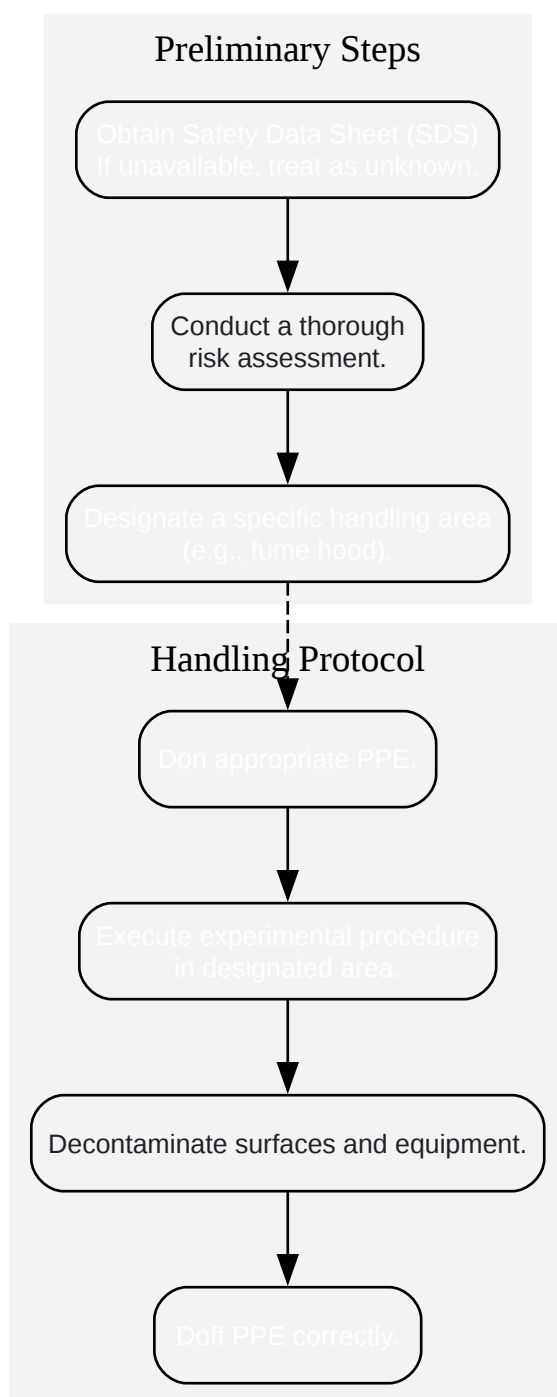 Preliminary Steps
Obtain Safety Data Sheet (SDS)
If unavailable, treat as unknown.
Conduct a thorough
risk assessment.
Designate a specific handling area
(e.g., fume hood).
Handling Protocol
Don appropriate PPE.
Execute experimental procedure
in designated area.
Decontaminate surfaces and equipment.
Doff PPE correctly.